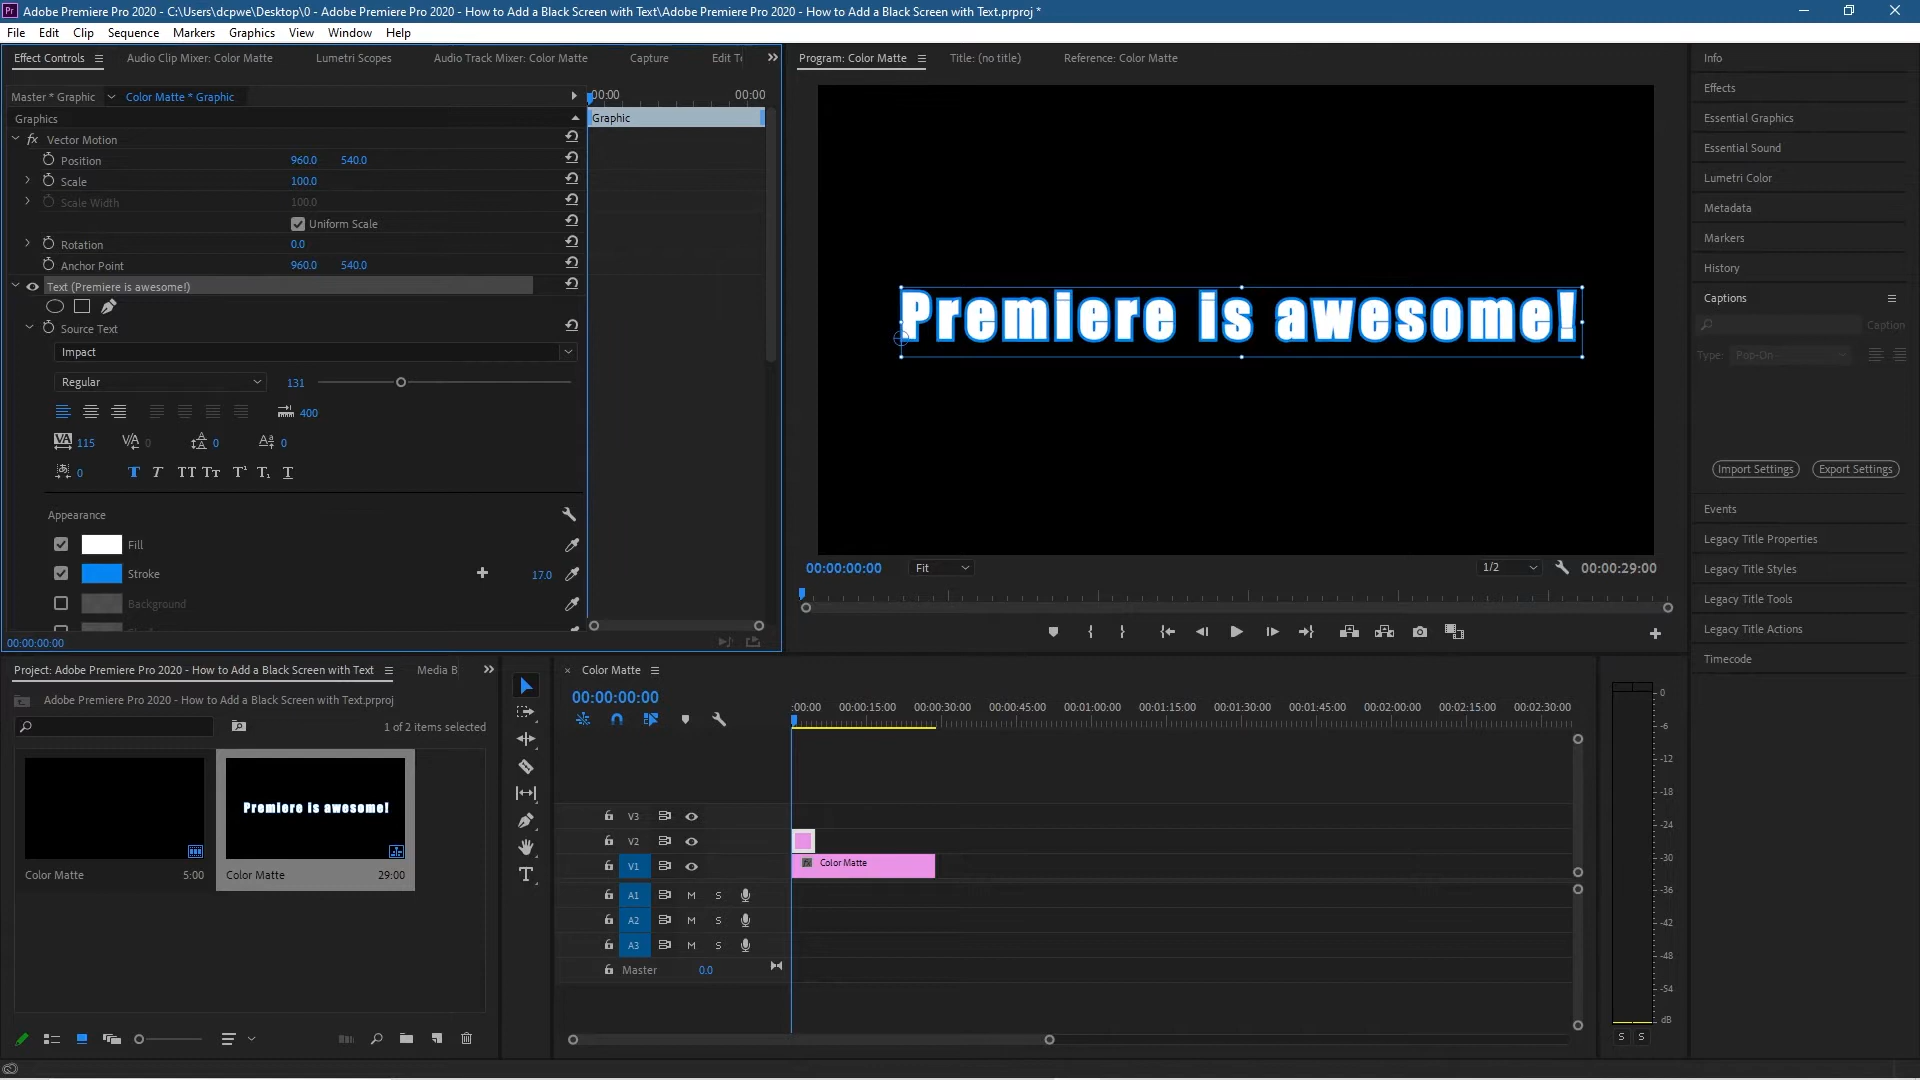 Adobe Premiere Pro 2020 - C:\Users\dcpwe\Desktop\0 - Adobe Premiere Pro 2020 - How to Add a Black Screen with Text\Adobe Premiere Pro 2020 - How to Add a Black Screen with Text.prproj *
File Edit Clip Sequence Markers Graphics View Window Help
Effect Controls Audio Clip Mixer: Color Matte Lumetri Scopes Audio Track Mixer: Color Matte Capture
Master * Graphic Color Matte * Graphic
:00:00 00:00
Graphics
Graphic
Vector Motion
Position 960.0 540.0
Scale 100.0
Scale Width 100.0
Uniform Scale
Rotation 0.0
Anchor Point 960.0 540.0
Text (Premiere is awesome!)
Source Text
Impact
Regular 131
400
115 0 0 0
0
Appearance
Fill
Stroke 17.0
Background
00:00:00:00
Program: Color Matte Title: (no title) Reference: Color Matte
Premiere is awesome!
00:00:00:00 Fit 1/2 00:00:29:00
Info
Effects
Essential Graphics
Essential Sound
Lumetri Color
Metadata
Markers
History
Captions
Caption
Type: Pop-On
Import Settings Export Settings
Events
Legacy Title Properties
Legacy Title Styles
Legacy Title Tools
Legacy Title Actions
Timecode
Project: Adobe Premiere Pro 2020 - How to Add a Black Screen with Text Media B
Adobe Premiere Pro 2020 - How to Add a Black Screen with Text.prproj
1 of 2 items selected
Premiere is awesome!
Color Matte 5:00
Color Matte 29:00
Color Matte
00:00:00:00
:00:00 00:00:15:00 00:00:30:00 00:00:45:00 00:01:00:00 00:01:15:00 00:01:30:00 00:01:45:00 00:02:00:00 00:02:15:00 00:02:30:00
V3
V2
V1 Color Matte
A1 M S
A2 M S
A3 M S
Master 0.0
0
-6
-12
-18
-24
-30
-36
-42
-48
-54
dB
S S